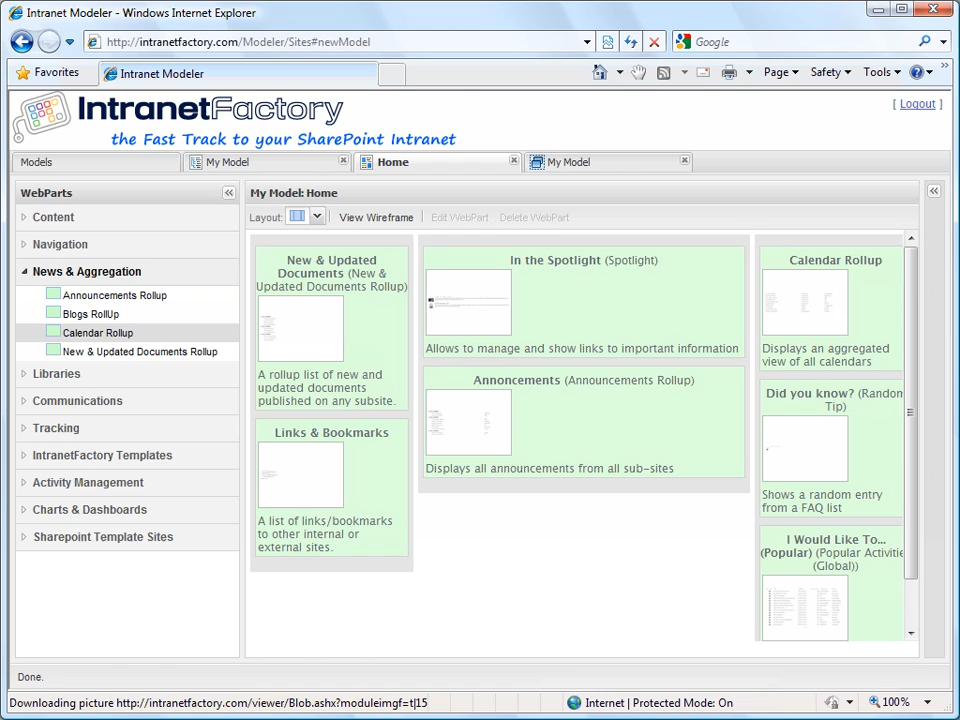 Intranet Modeler - Windows Internet Explorer
http://intranetfactory.com/Modeler/Sites#newModel
Google
Favorites
Intranet Modeler
Page
Safety
Tools
IntranetFactory
the Fast Track to your SharePoint Intranet
[ Logout ]
Models
My Model
Home
My Model
WebParts
Content
Navigation
News & Aggregation
Announcements Rollup
Blogs RollUp
Calendar Rollup
New & Updated Documents Rollup
Libraries
Communications
Tracking
IntranetFactory Templates
Activity Management
Charts & Dashboards
Sharepoint Template Sites
My Model: Home
Layout:
View Wireframe
Edit WebPart
Delete WebPart
New & Updated
Documents (New &
Updated Documents Rollup)
A rollup list of new and
updated documents
published on any subsite.
Links & Bookmarks
A list of links/bookmarks
to other internal or
external sites.
In the Spotlight (Spotlight)
Allows to manage and show links to important information
Annoncements (Announcements Rollup)
Displays all announcements from all sub-sites
Calendar Rollup
Displays an aggregated
view of all calendars
Did you know? (Random
Tip)
Shows a random entry
from a FAQ list
I Would Like To...
(Popular) (Popular Activitie
(Global))
Done.
Downloading picture http://intranetfactory.com/viewer/Blob.ashx?moduleimgf=t|15
Internet | Protected Mode: On
100%